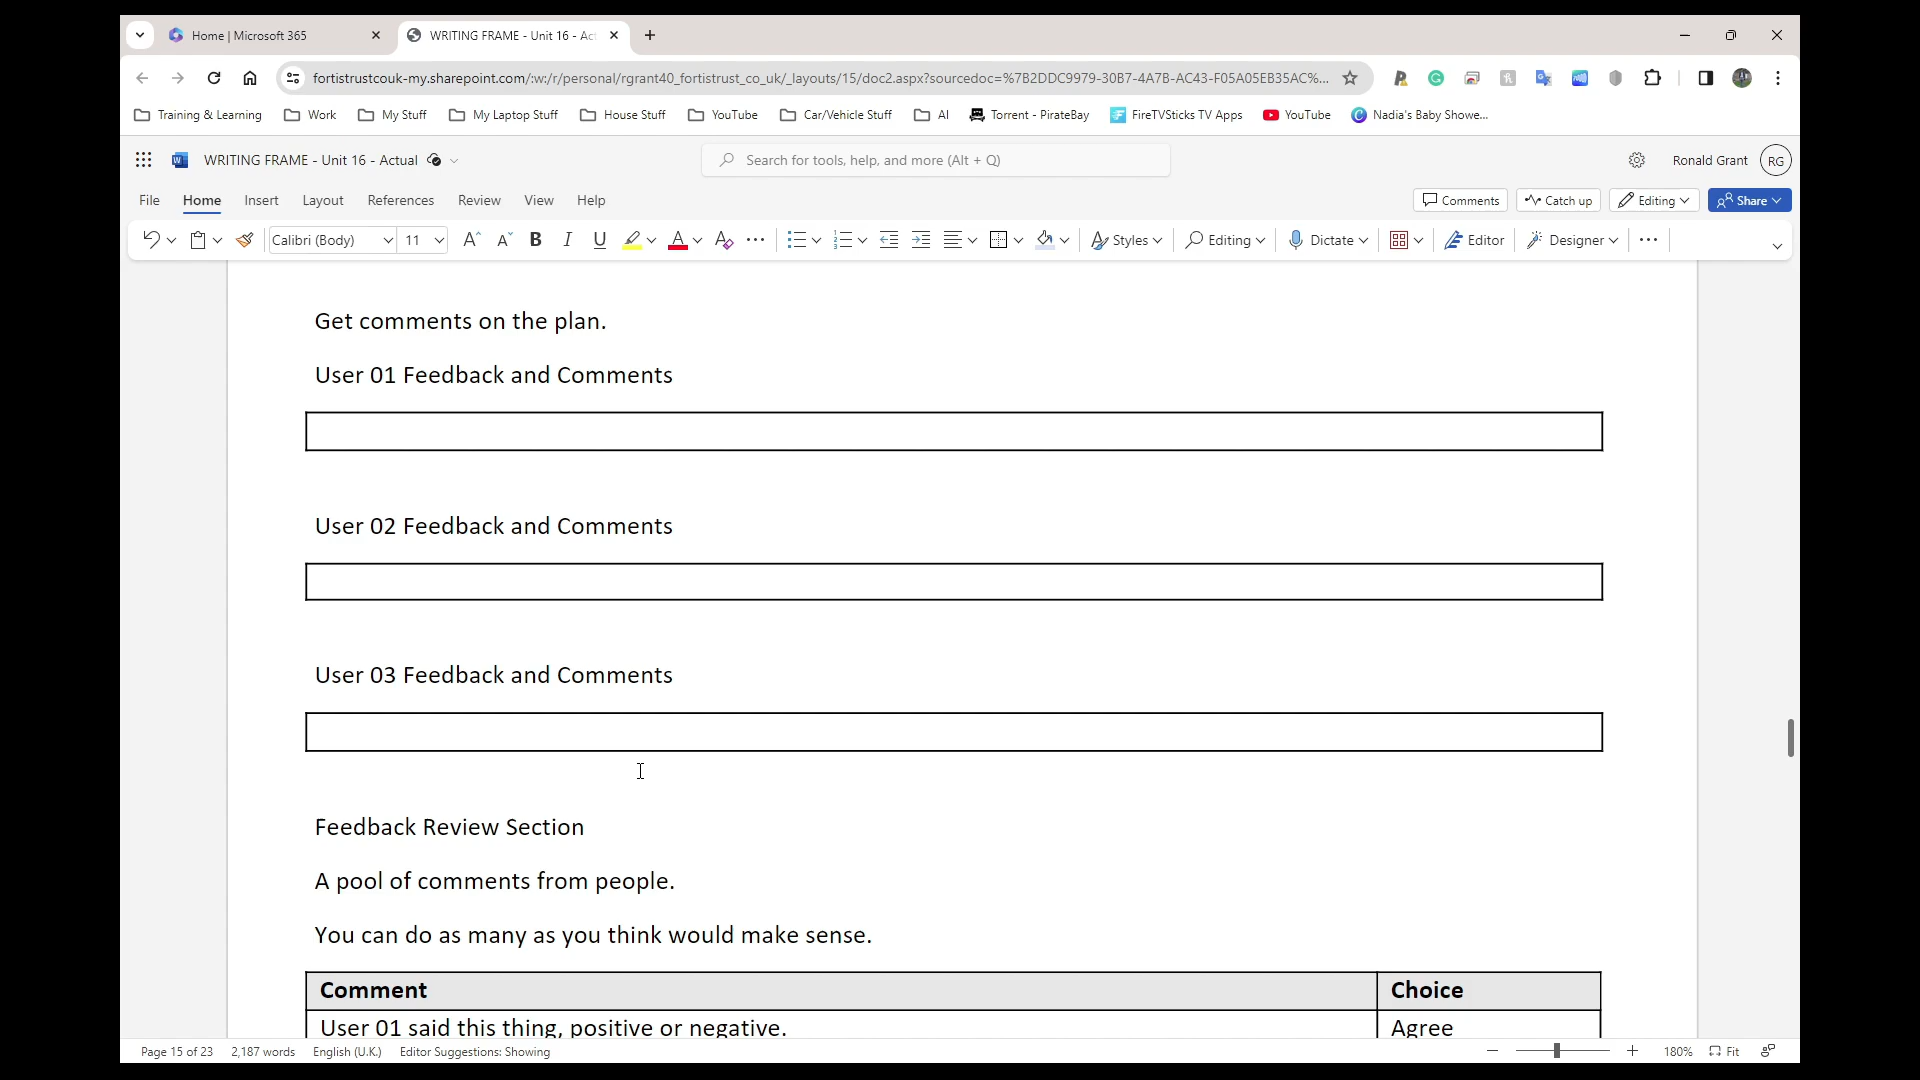 Home | Microsoft 365
WRITING FRAME - Unit 16 - Act
fortistrustcouk-my.sharepoint.com/:w:/r/personal/rgrant40_fortistrust_co_uk/_layouts/15/doc2.aspx?sourcedoc=%7B2DDC9979-30B7-4A7B-AC43-F05A05EB35AC%...
Training & Learning Work My Stuff My Laptop Stuff House Stuff YouTube Car/Vehicle Stuff AI Torrent - PirateBay FireTVSticks TV Apps YouTube Nadia's Baby Showe...
WRITING FRAME - Unit 16 - Actual Search for tools, help, and more (Alt + Q) Ronald Grant RG
File Home Insert Layout References Review View Help Comments Catch up Editing Share
Calibri (Body) 11 B I U Styles Editing Dictate Editor Designer
Get comments on the plan.
User 01 Feedback and Comments
User 02 Feedback and Comments
User 03 Feedback and Comments
Feedback Review Section
A pool of comments from people.
You can do as many as you think would make sense.
Comment Choice
User 01 said this thing, positive or negative. Agree
Page 15 of 23 2,187 words English (U.K.) Editor Suggestions: Showing 180% Fit